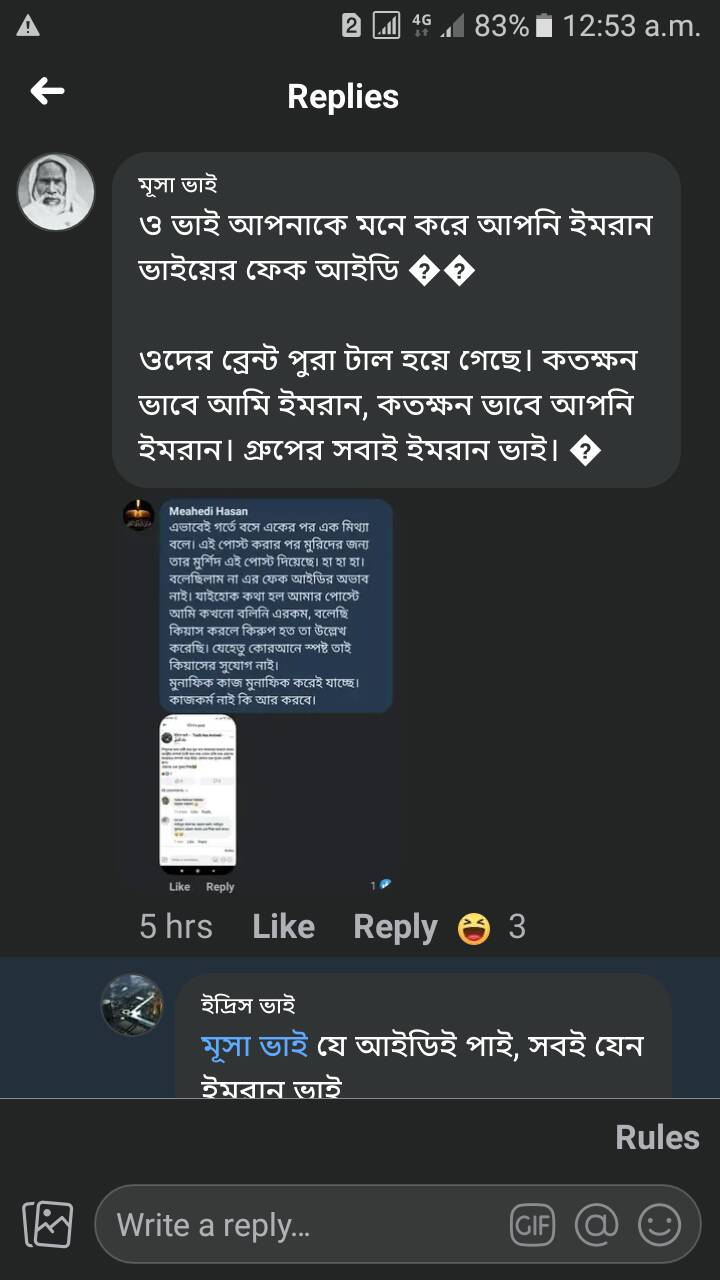 2 4G 83% 12:53 a.m.
Replies
মূসা ভাই
ও ভাই আপনাকে মনে করে আপনি ইমরান
ভাইয়ের ফেক আইডি ��
ওদের ব্রেন্ট পুরা টাল হয়ে গেছে। কতক্ষন
ভাবে আমি ইমরান, কতক্ষন ভাবে আপনি
ইমরান। গ্রুপের সবাই ইমরান ভাই। �
Meahedi Hasan
এভাবেই গর্তে বসে একের পর এক মিথ্যা
বলে। এই পোস্ট করার পর মুরিদের জন্য
তার মুর্শিদ এই পোস্ট দিয়েছে। হা হা হা।
বলেছিলাম না এর ফেক আইডির অভাব
নাই। যাইহোক কথা হল আমার পোস্টে
আমি কখনো বলিনি এরকম, বলেছি
কিয়াস করলে কিরুপ হত তা উল্লেখ
করেছি। যেহেতু কোরআনে স্পষ্ট তাই
কিয়াসের সুযোগ নাই।
মুনাফিক কাজ মুনাফিক করেই যাচ্ছে।
কাজকর্ম নাই কি আর করবে।
Like Reply 1
5 hrs Like Reply 3
ইদ্রিস ভাই
মূসা ভাই যে আইডিই পাই, সবই যেন
ইমরান ভাই
Rules
Write a reply...
GIF @